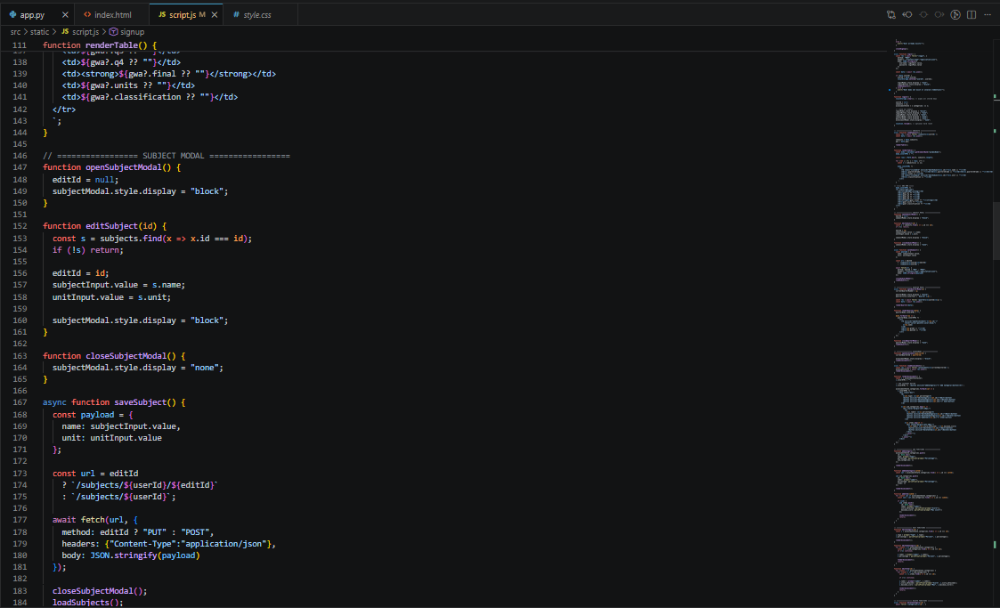 app.py
index.html
JS script.js M
# style.css
src > static > JS script.js > signup
111 function renderTable() {
137 <td>${gwa?.q3 ?? ""}</td>
138 <td>${gwa?.q4 ?? ""}</td>
139 <td><strong>${gwa?.final ?? ""}</strong></td>
140 <td>${gwa?.units ?? ""}</td>
141 <td>${gwa?.classification ?? ""}</td>
142 </tr>
143 `;
144 }
145
146 // ================= SUBJECT MODAL =================
147 function openSubjectModal() {
148 editId = null;
149 subjectModal.style.display = "block";
150 }
151
152 function editSubject(id) {
153 const s = subjects.find(x => x.id === id);
154 if (!s) return;
155
156 editId = id;
157 subjectInput.value = s.name;
158 unitInput.value = s.unit;
159
160 subjectModal.style.display = "block";
161 }
162
163 function closeSubjectModal() {
164 subjectModal.style.display = "none";
165 }
166
167 async function saveSubject() {
168 const payload = {
169 name: subjectInput.value,
170 unit: unitInput.value
171 };
172
173 const url = editId
174 ? `/subjects/${userId}/${editId}`
175 : `/subjects/${userId}`;
176
177 await fetch(url, {
178 method: editId ? "PUT" : "POST",
179 headers: {"Content-Type":"application/json"},
180 body: JSON.stringify(payload)
181 });
182
183 closeSubjectModal();
184 loadSubjects();